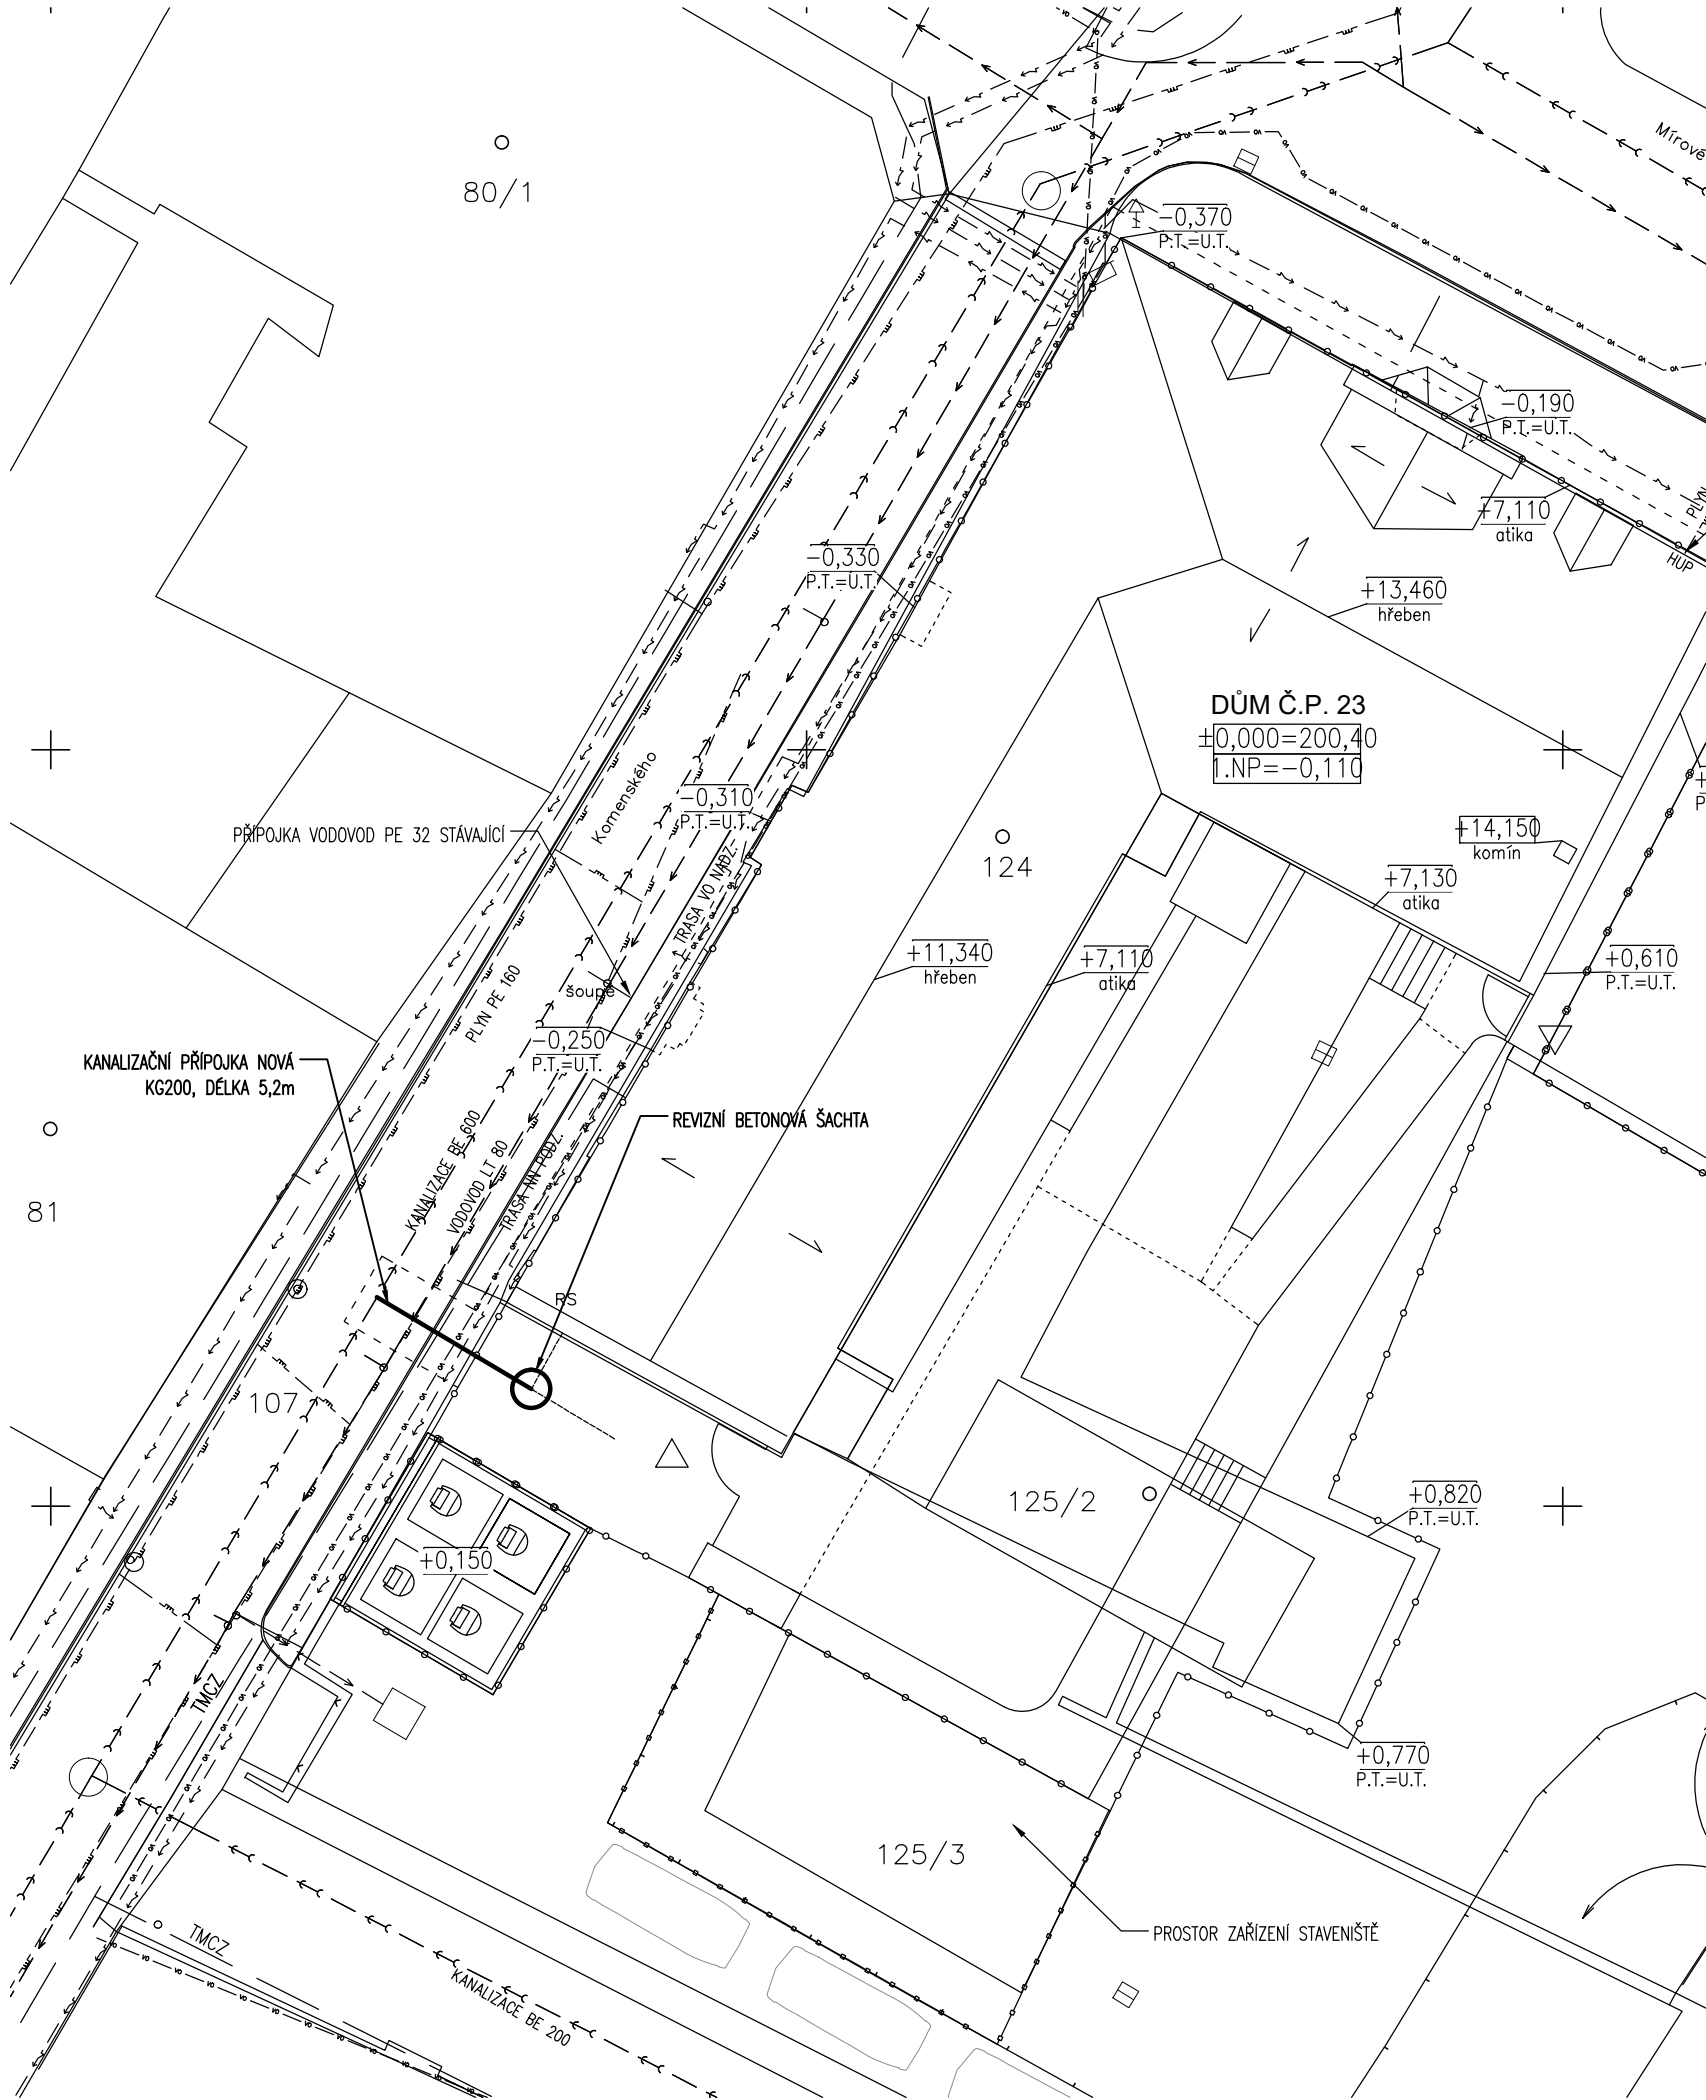 80/1
Mírové
-0,370
P.T.=U.T.
-0,190
P.T.=U.T.
+7,110
atika
PLYN
HUP
-0,330
P.T.=U.T.
+13,460
hřeben
DŮM Č.P. 23
±0,000=200,40
1.NP=-0,110
Komenského
-0,310
P.T.=U.T.
PŘÍPOJKA VODOVOD PE 32 STÁVAJÍCÍ
TRASA VO NADZ.
124
+14,150
komín
+7,130
atika
+11,340
hřeben
+7,110
atika
+0,610
P.T.=U.T.
šoupě
PLYN PE 160
-0,250
P.T.=U.T.
KANALIZAČNÍ PŘÍPOJKA NOVÁ
KG200, DÉLKA 5,2m
REVIZNÍ BETONOVÁ ŠACHTA
KANALIZACE BE 600
VODOVOD LT 80
TRASA NN PODZ.
81
RS
107
125/2
+0,820
P.T.=U.T.
+0,150
TMCZ
+0,770
P.T.=U.T.
125/3
PROSTOR ZAŘÍZENÍ STAVENIŠTĚ
TMCZ
KANALIZACE BE 200